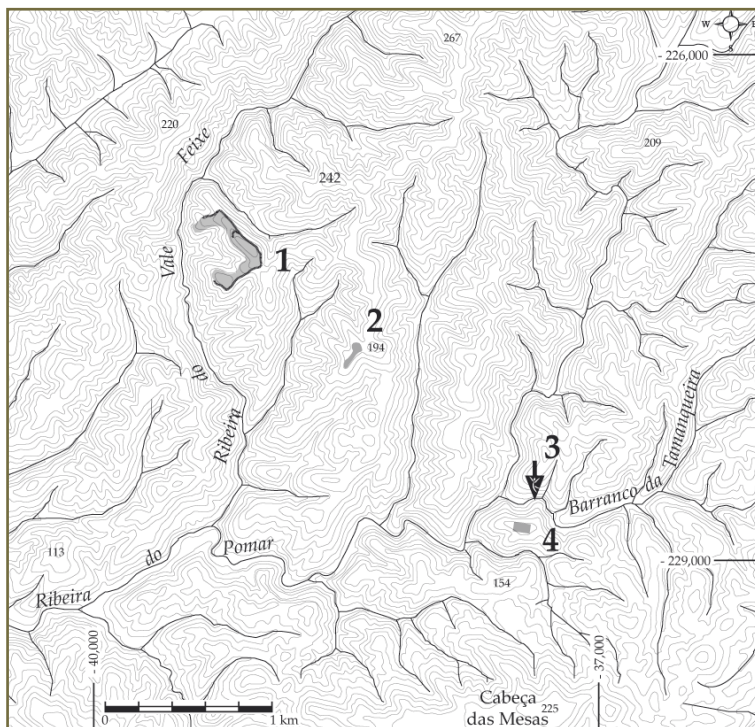 267
W E
S
- 226,000
220
Feixe
209
242
Vale
1
2
194
do
Ribeira
3
Barranco da Tamanqueira
4
113
do
Pomar
- 229,000
154
Ribeira
- 40,000
- 37,000
0
1 km
Cabeça
das Mesas 225